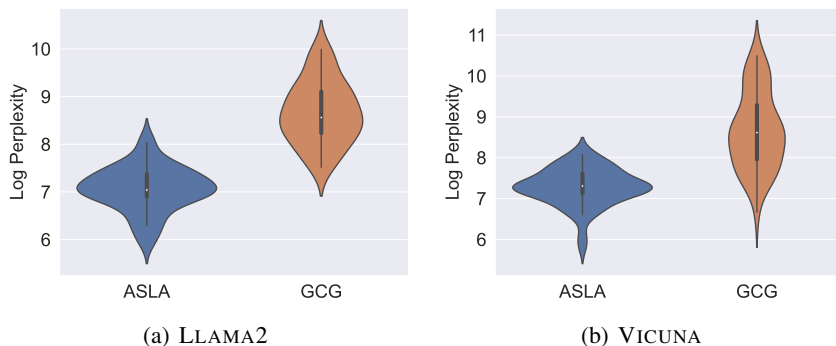 10
9
8
7
6
Log Perplexity
ASLA
GCG
(a) LLAMA2
11
10
9
8
7
6
Log Perplexity
ASLA
GCG
(b) VICUNA